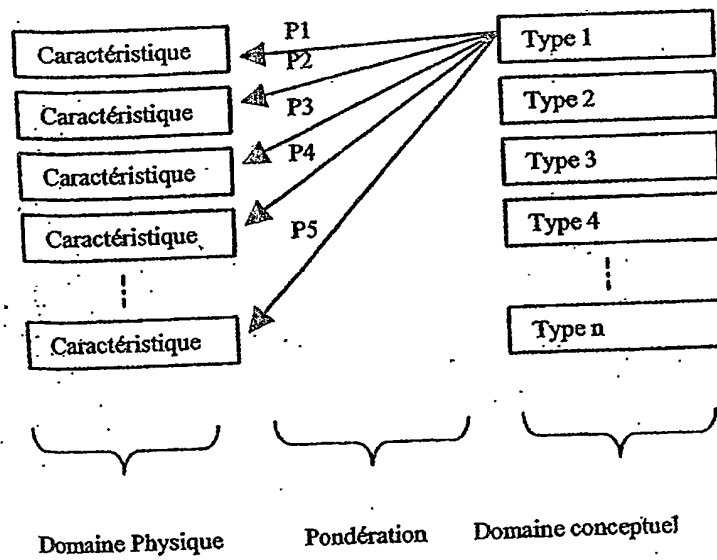 P1
Caractéristique
Type 1
P2
Caractéristique
P3
Type 2
Caractéristique
P4
Type 3
Caractéristique
P5
Type 4
Caractéristique
Type n
Domaine Physique
Pondération
Domaine conceptuel